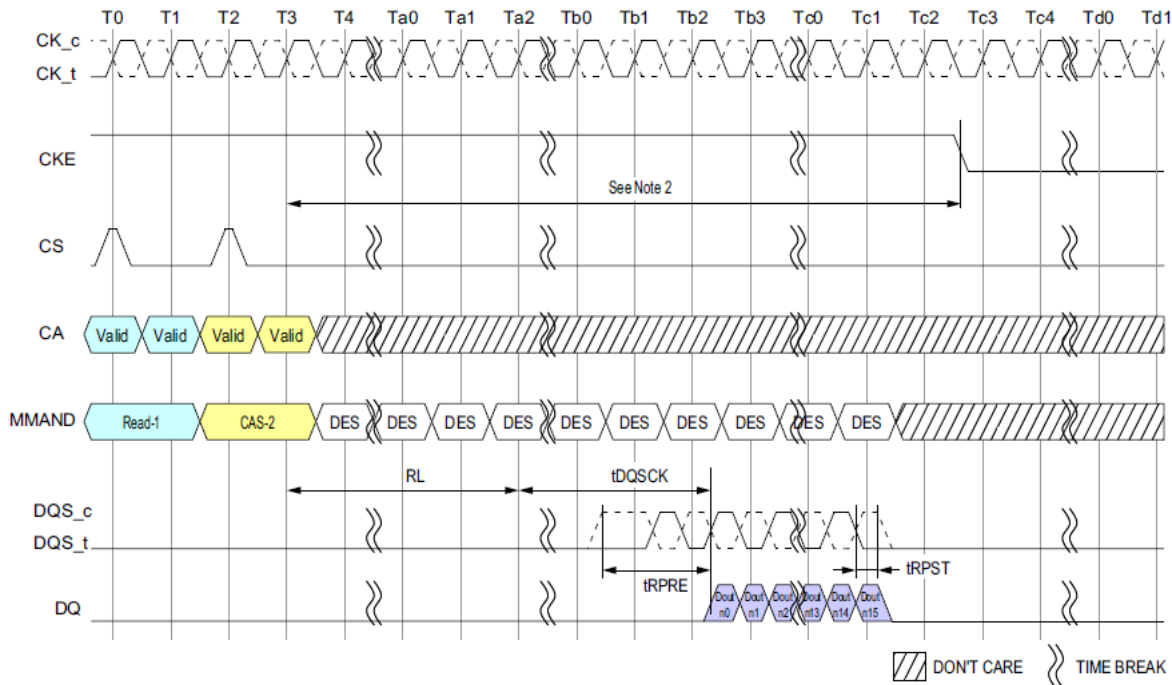 T0 T1 T2 T3 T4 Ta0 Ta1 Ta2 Tb0 Tb1 Tb2 Tb3 Tc0 Tc1 Tc2 Tc3 Tc4 Td0 Td1
CK_c
CK_t
CKE
See Note 2
CS
CA Valid Valid Valid Valid
MMAND Read-1 CAS-2 DES DES DES DES DES DES DES DES DES DES
RL tDQSCK
DQS_c
DQS_t
tRPRE tRPST
DQ Dout n0 Dout n1 Dout n2 Dout n13 Dout n14 Dout n15
DON'T CARE TIME BREAK